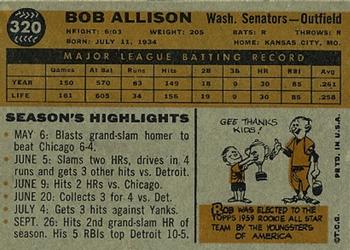 320
BOB ALLISON
Wash. Senators—Outfield
HEIGHT: 6/03 WEIGHT: 205 BATS: R THROWS: R
BORN: JULY 11, 1934 HOME: KANSAS CITY, MO.
MAJOR LEAGUE BATTING RECORD
Games At Bat Runs Hits 2B 3B HR RBI Avg.
YEAR 150 570 83 149 18 9 30 85 .261
LIFE 161 605 156 19 9 30 85 .258
SEASON'S HIGHLIGHTS
MAY 6: Blasts grand-slam homer to
beat Chicago 6-4.
JUNE 5: Slams two HRs, drives in 4
runs and gets 3 others hits vs. Detroit.
JUNE 9: Hits 2 HRs vs. Chicago.
JUNE 20: Collects 3 for 4 vs. Det.
JULY 4: Gets 3 hits against Yanks.
SEPT. 26: Hits 2nd grand-slam HR of
season. His 5 RBIs top Detroit 10-5.
GEE THANKS
KIDS!
BOB WAS ELECTED TO THE
TOPPS 1959 ROOKIE ALL STAR
TEAM BY THE YOUNGSTERS
OF AMERICA
©T.C.G. PRTD. IN U.S.A.